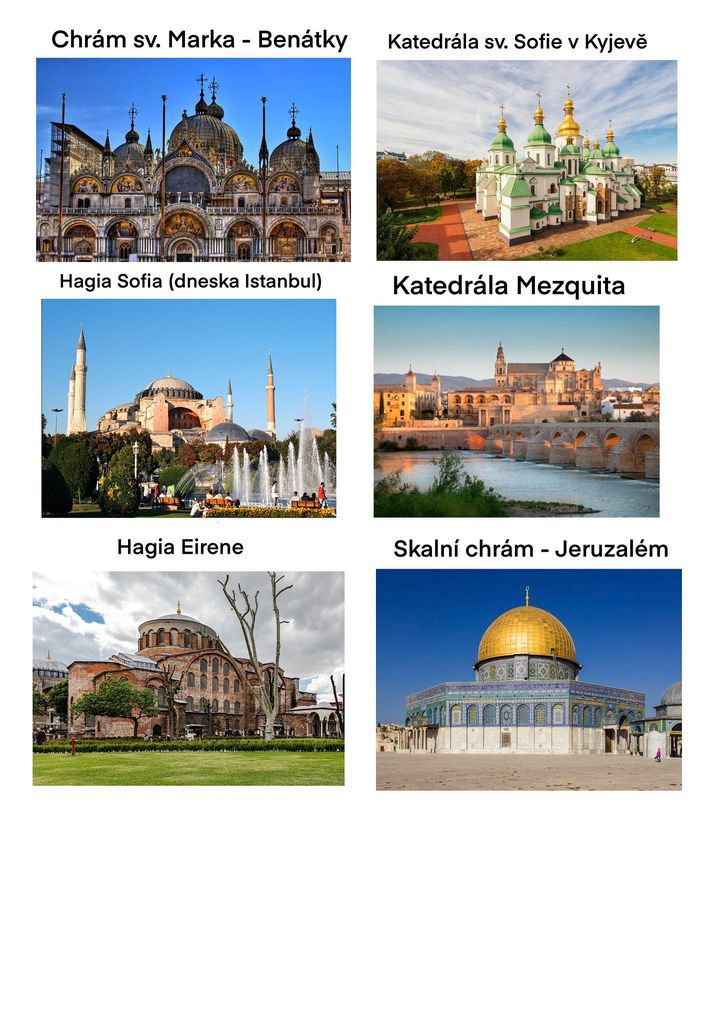 Chrám sv. Marka - Benátky
Katedrála sv. Sofie v Kyjevě
Hagia Sofia (dneska Istanbul)
Katedrála Mezquita
Hagia Eirene
Skalní chrám - Jeruzalém